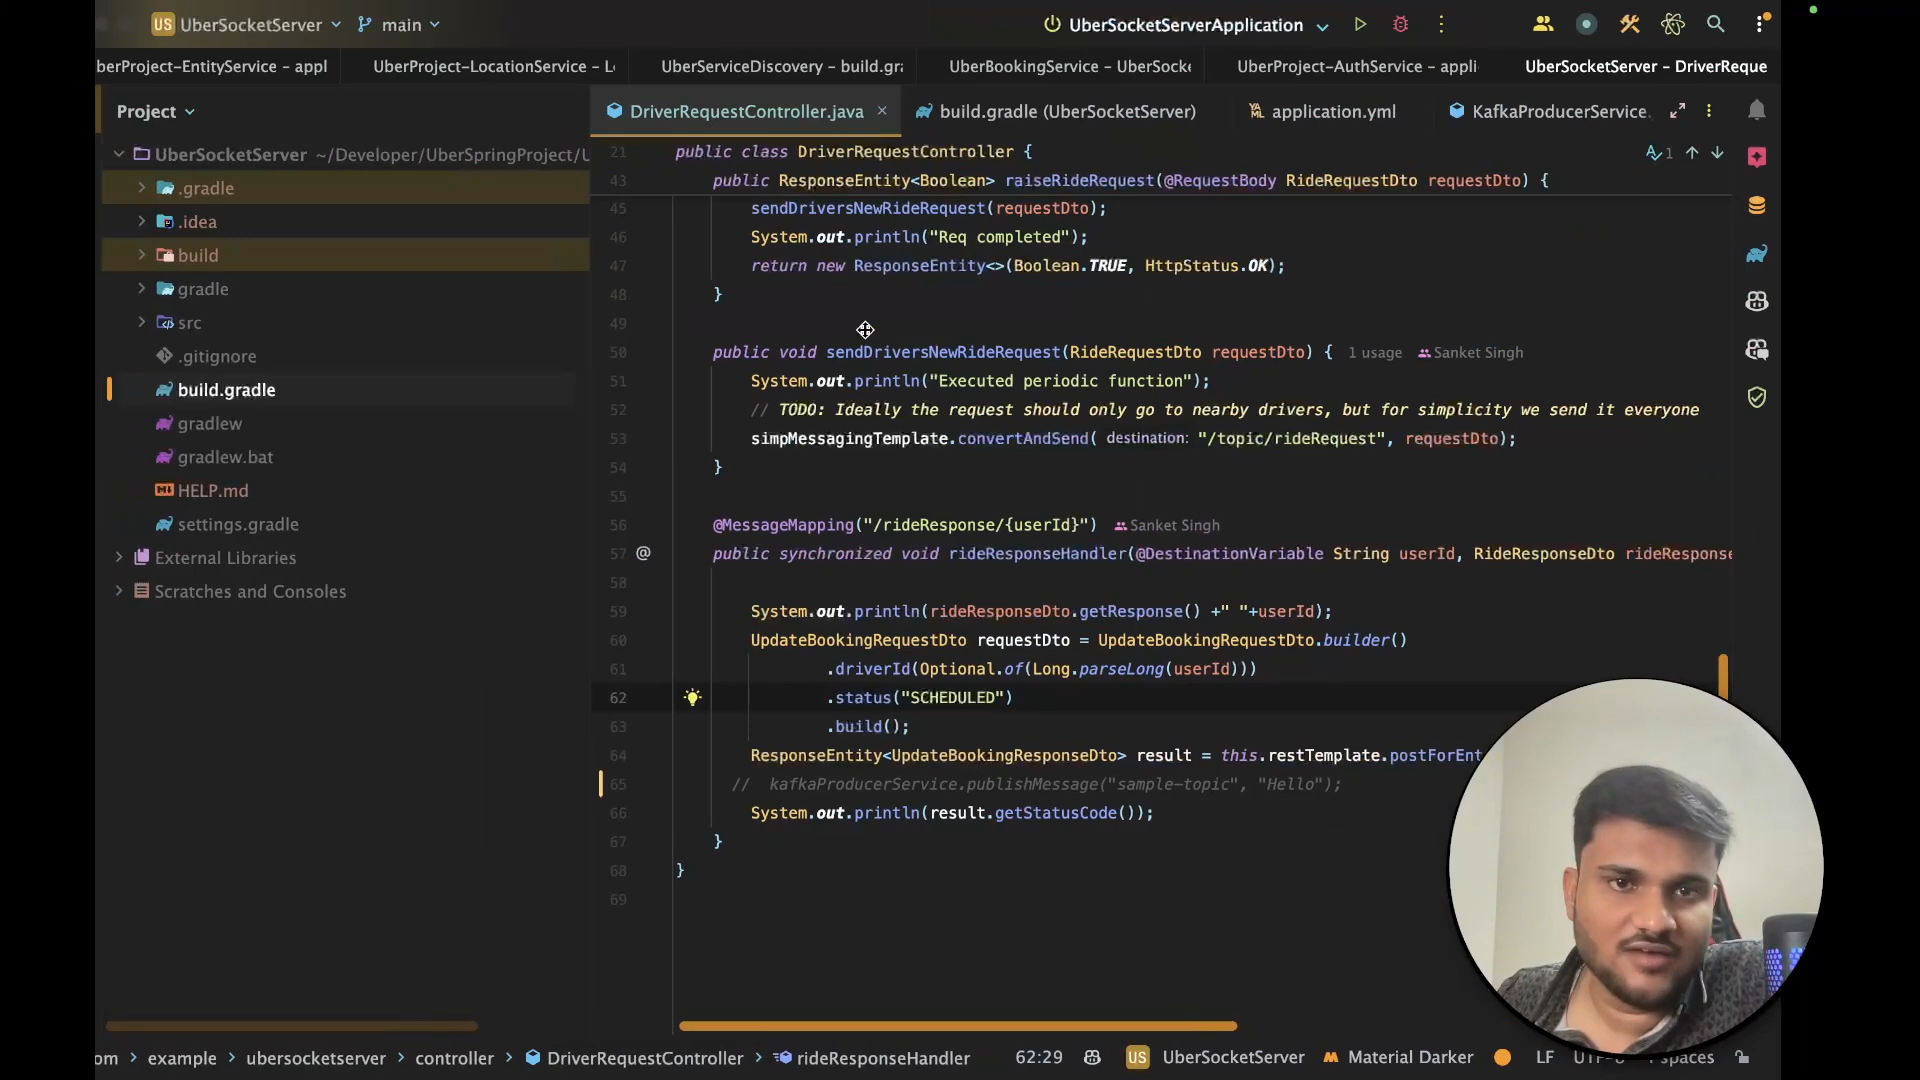 US UberSocketServer main UberSocketServerApplication
berProject-EntityService - appl
UberProject-LocationService - L
UberServiceDiscovery - build.gra
UberBookingService - UberSocke
UberProject-AuthService - appli
UberSocketServer - DriverReque
Project
DriverRequestController.java
build.gradle (UberSocketServer)
application.yml
KafkaProducerService.
UberSocketServer ~/Developer/UberSpringProject/U
.gradle
.idea
build
gradle
src
.gitignore
build.gradle
gradlew
gradlew.bat
HELP.md
settings.gradle
External Libraries
Scratches and Consoles
1
21 public class DriverRequestController {
43 public ResponseEntity<Boolean> raiseRideRequest(@RequestBody RideRequestDto requestDto) {
45 sendDriversNewRideRequest(requestDto);
46 System.out.println("Req completed");
47 return new ResponseEntity<>(Boolean.TRUE, HttpStatus.OK);
48 }
49
50 public void sendDriversNewRideRequest(RideRequestDto requestDto) { 1 usage Sanket Singh
51 System.out.println("Executed periodic function");
52 // TODO: Ideally the request should only go to nearby drivers, but for simplicity we send it everyone
53 simpMessagingTemplate.convertAndSend( destination: "/topic/rideRequest", requestDto);
54 }
55
56 @MessageMapping("/rideResponse/{userId}") Sanket Singh
57 @ public synchronized void rideResponseHandler(@DestinationVariable String userId, RideResponseDto rideResponse
58
59 System.out.println(rideResponseDto.getResponse() +" "+userId);
60 UpdateBookingRequestDto requestDto = UpdateBookingRequestDto.builder()
61 .driverId(Optional.of(Long.parseLong(userId)))
62 .status("SCHEDULED")
63 .build();
64 ResponseEntity<UpdateBookingResponseDto> result = this.restTemplate.postForEnt
65 // kafkaProducerService.publishMessage("sample-topic", "Hello");
66 System.out.println(result.getStatusCode());
67 }
68 }
69
om > example > ubersocketserver > controller > DriverRequestController > rideResponseHandler 62:29 US UberSocketServer Material Darker LF spaces